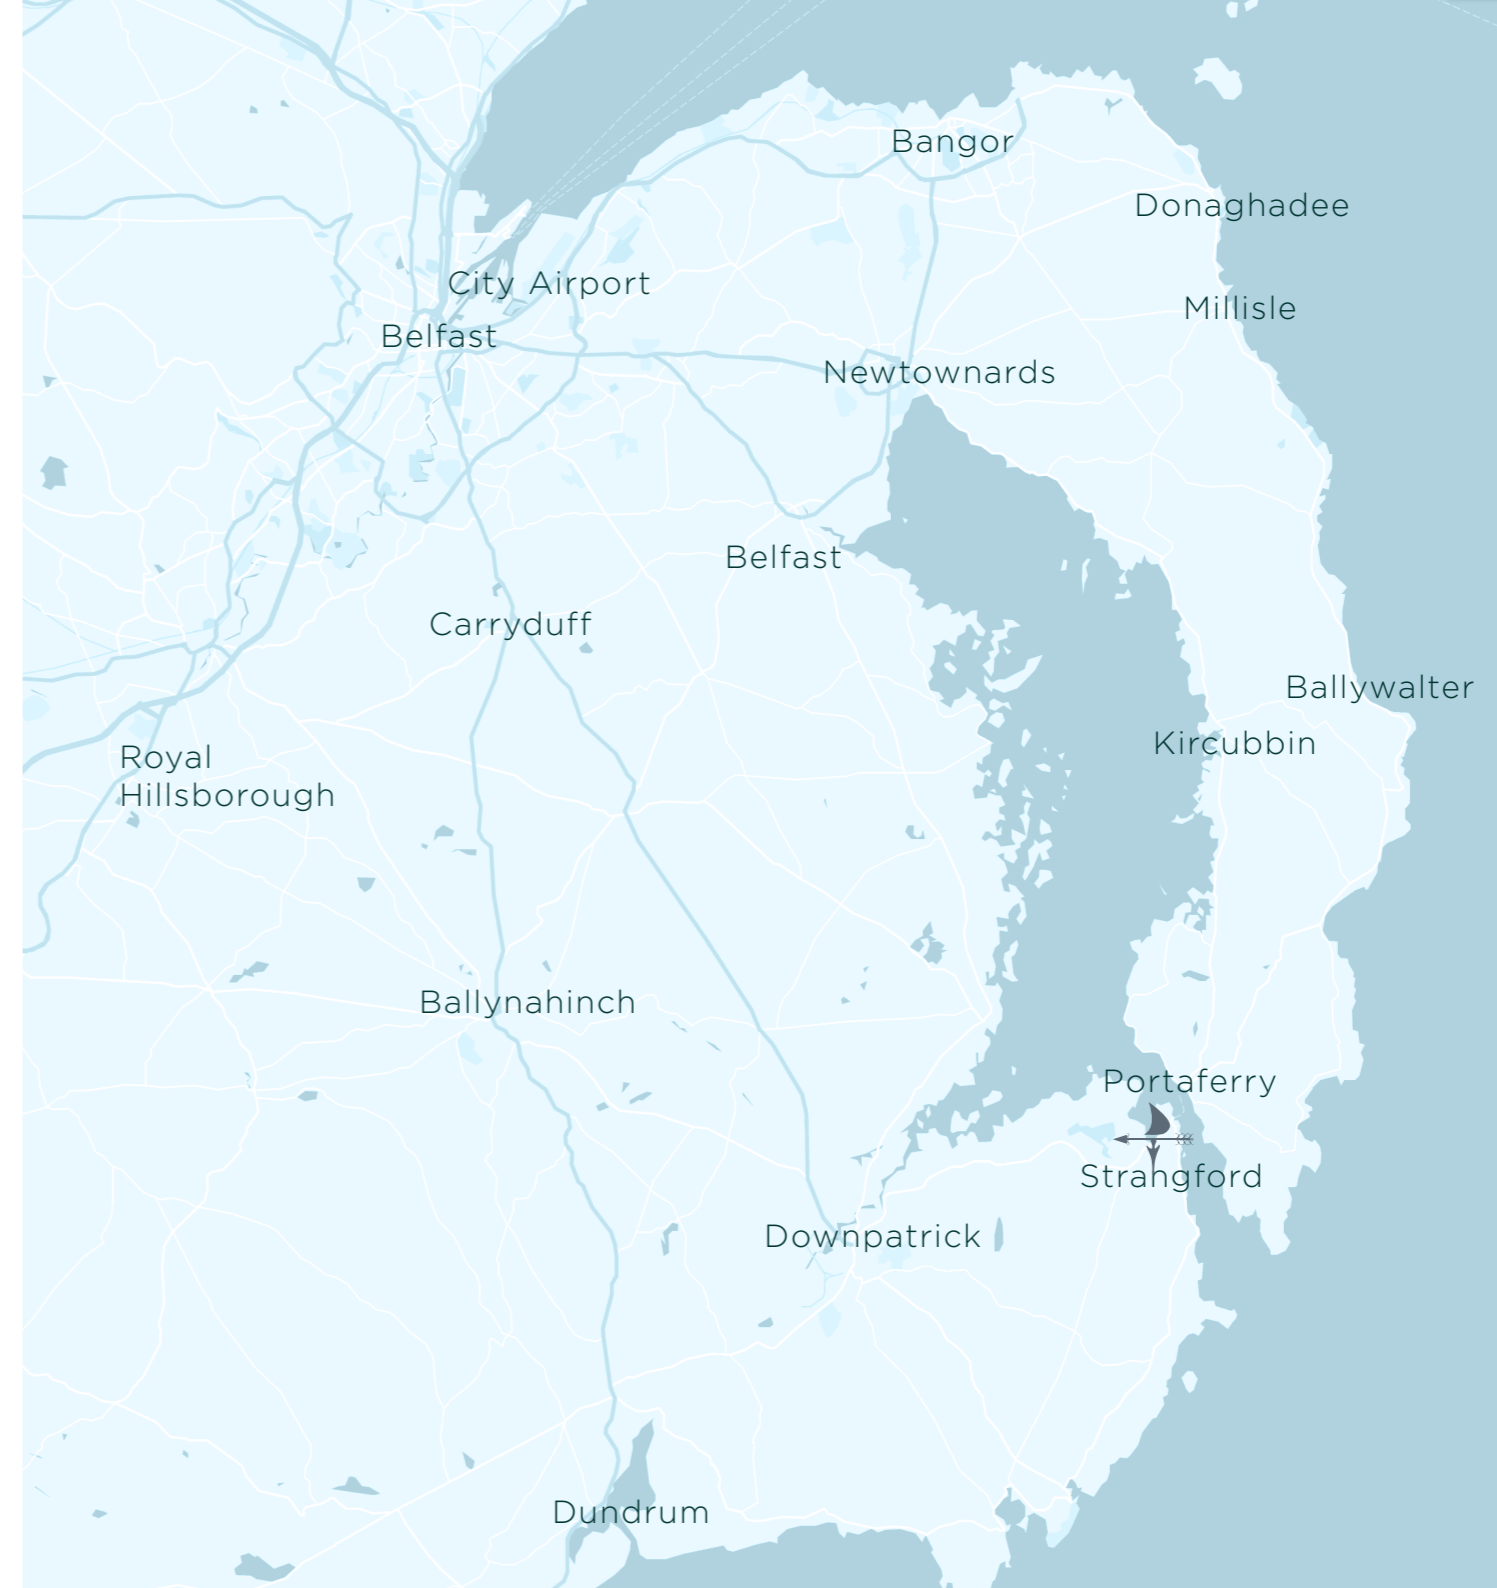 Bangor
Donaghadee
City Airport
Millisle
Belfast
Newtownards
Belfast
Carryduff
Ballywalter
Kircubbin
Royal
Hillsborough
Ballynahinch
Portaferry
Strangford
Downpatrick
Dundrum